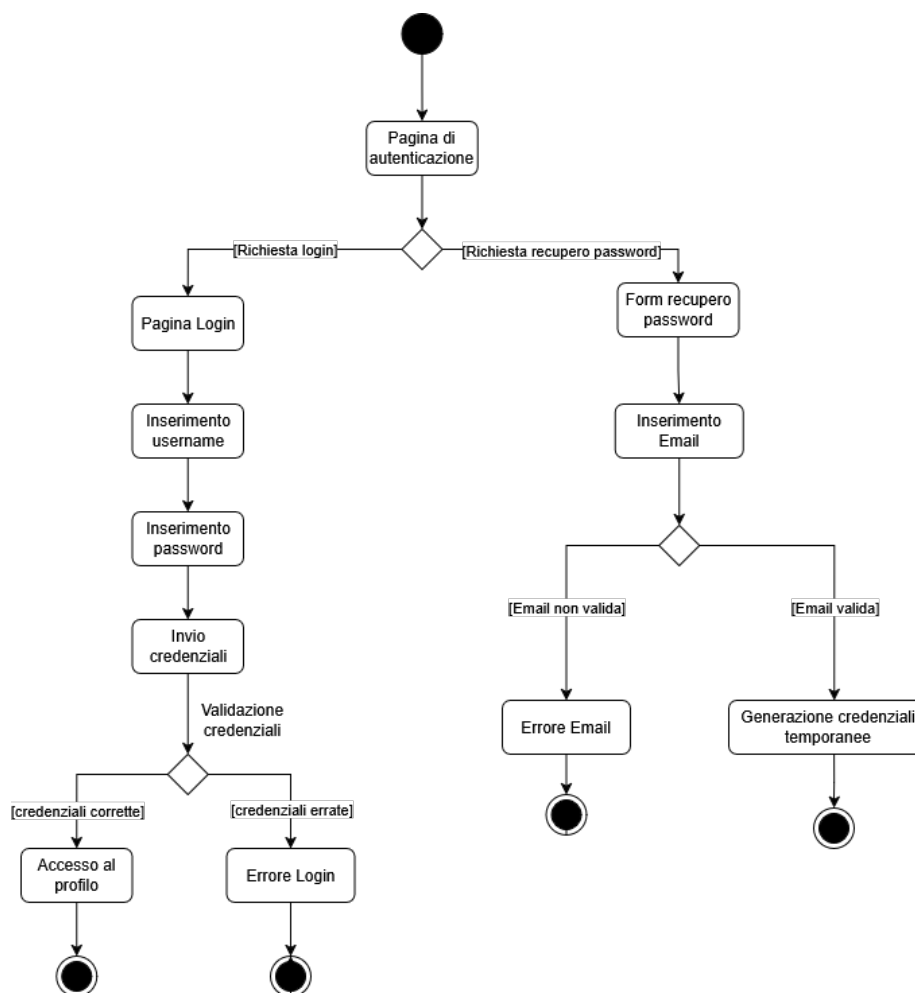 Pagina di
autenticazione
[Richiesta login]
[Richiesta recupero password]
Pagina Login
Form recupero
password
Inserimento
username
Inserimento
Email
Inserimento
password
[Email non valida]
[Email valida]
Invio
credenziali
Validazione
credenziali
Errore Email
Generazione credenziali
temporanee
[credenziali corrette]
[credenziali errate]
Accesso al
profilo
Errore Login